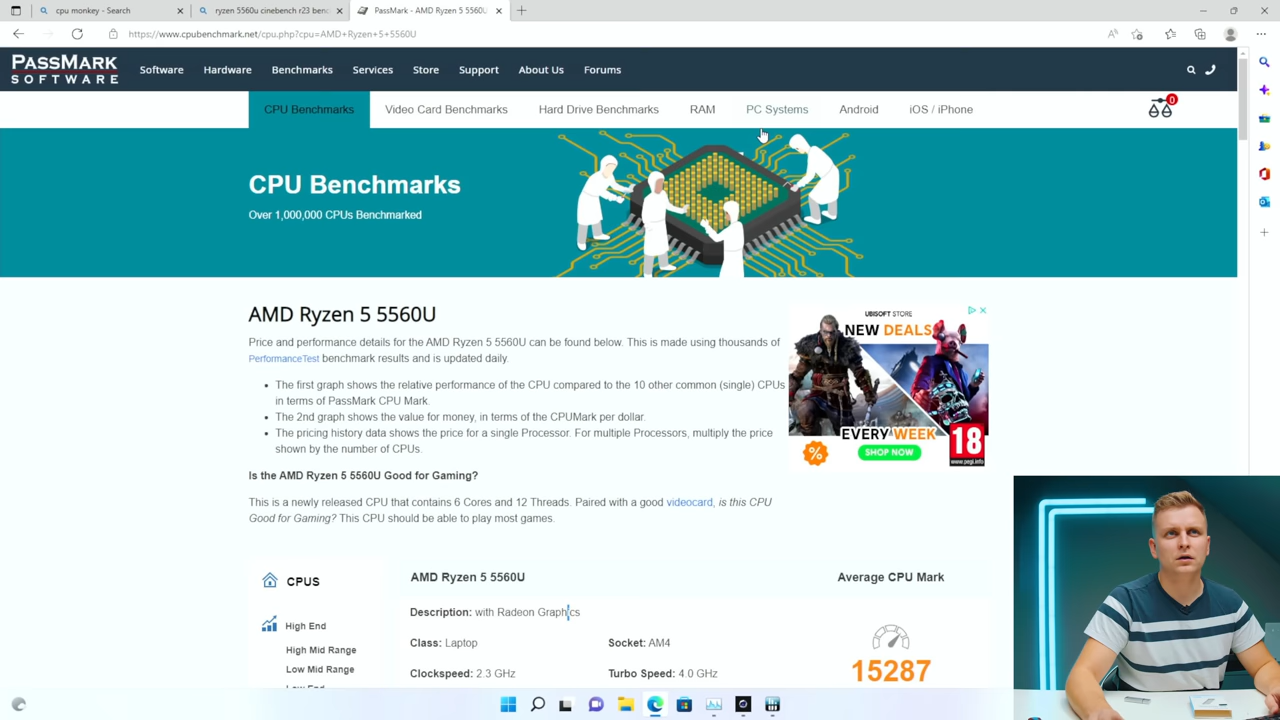 cpu monkey - Search
ryzen 5560u cinebench r23 ben
PassMark - AMD Ryzen 5 5560U
https://www.cpubenchmark.net/cpu.php?cpu=AMD+Ryzen+5+5560U
PASSMARK
SOFTWARE
Software
Hardware
Benchmarks
Services
Store
Support
About Us
Forums
CPU Benchmarks
Video Card Benchmarks
Hard Drive Benchmarks
RAM
PC Systems
Android
iOS / iPhone
0
CPU Benchmarks
Over 1,000,000 CPUs Benchmarked
AMD Ryzen 5 5560U
Price and performance details for the AMD Ryzen 5 5560U can be found below. This is made using thousands of
PerformanceTest benchmark results and is updated daily.
• The first graph shows the relative performance of the CPU compared to the 10 other common (single) CPUs
in terms of PassMark CPU Mark.
• The 2nd graph shows the value for money, in terms of the CPUMark per dollar.
• The pricing history data shows the price for a single Processor. For multiple Processors, multiply the price
shown by the number of CPUs.
Is the AMD Ryzen 5 5560U Good for Gaming?
This is a newly released CPU that contains 6 Cores and 12 Threads. Paired with a good videocard, is this CPU
Good for Gaming? This CPU should be able to play most games.
UBISOFT STORE
NEW DEALS
EVERY WEEK
SHOP NOW
18
www.pegi.info
CPUS
High End
High Mid Range
Low Mid Range
AMD Ryzen 5 5560U
Description: with Radeon Graphics
Class: Laptop
Socket: AM4
Clockspeed: 2.3 GHz
Turbo Speed: 4.0 GHz
Average CPU Mark
15287